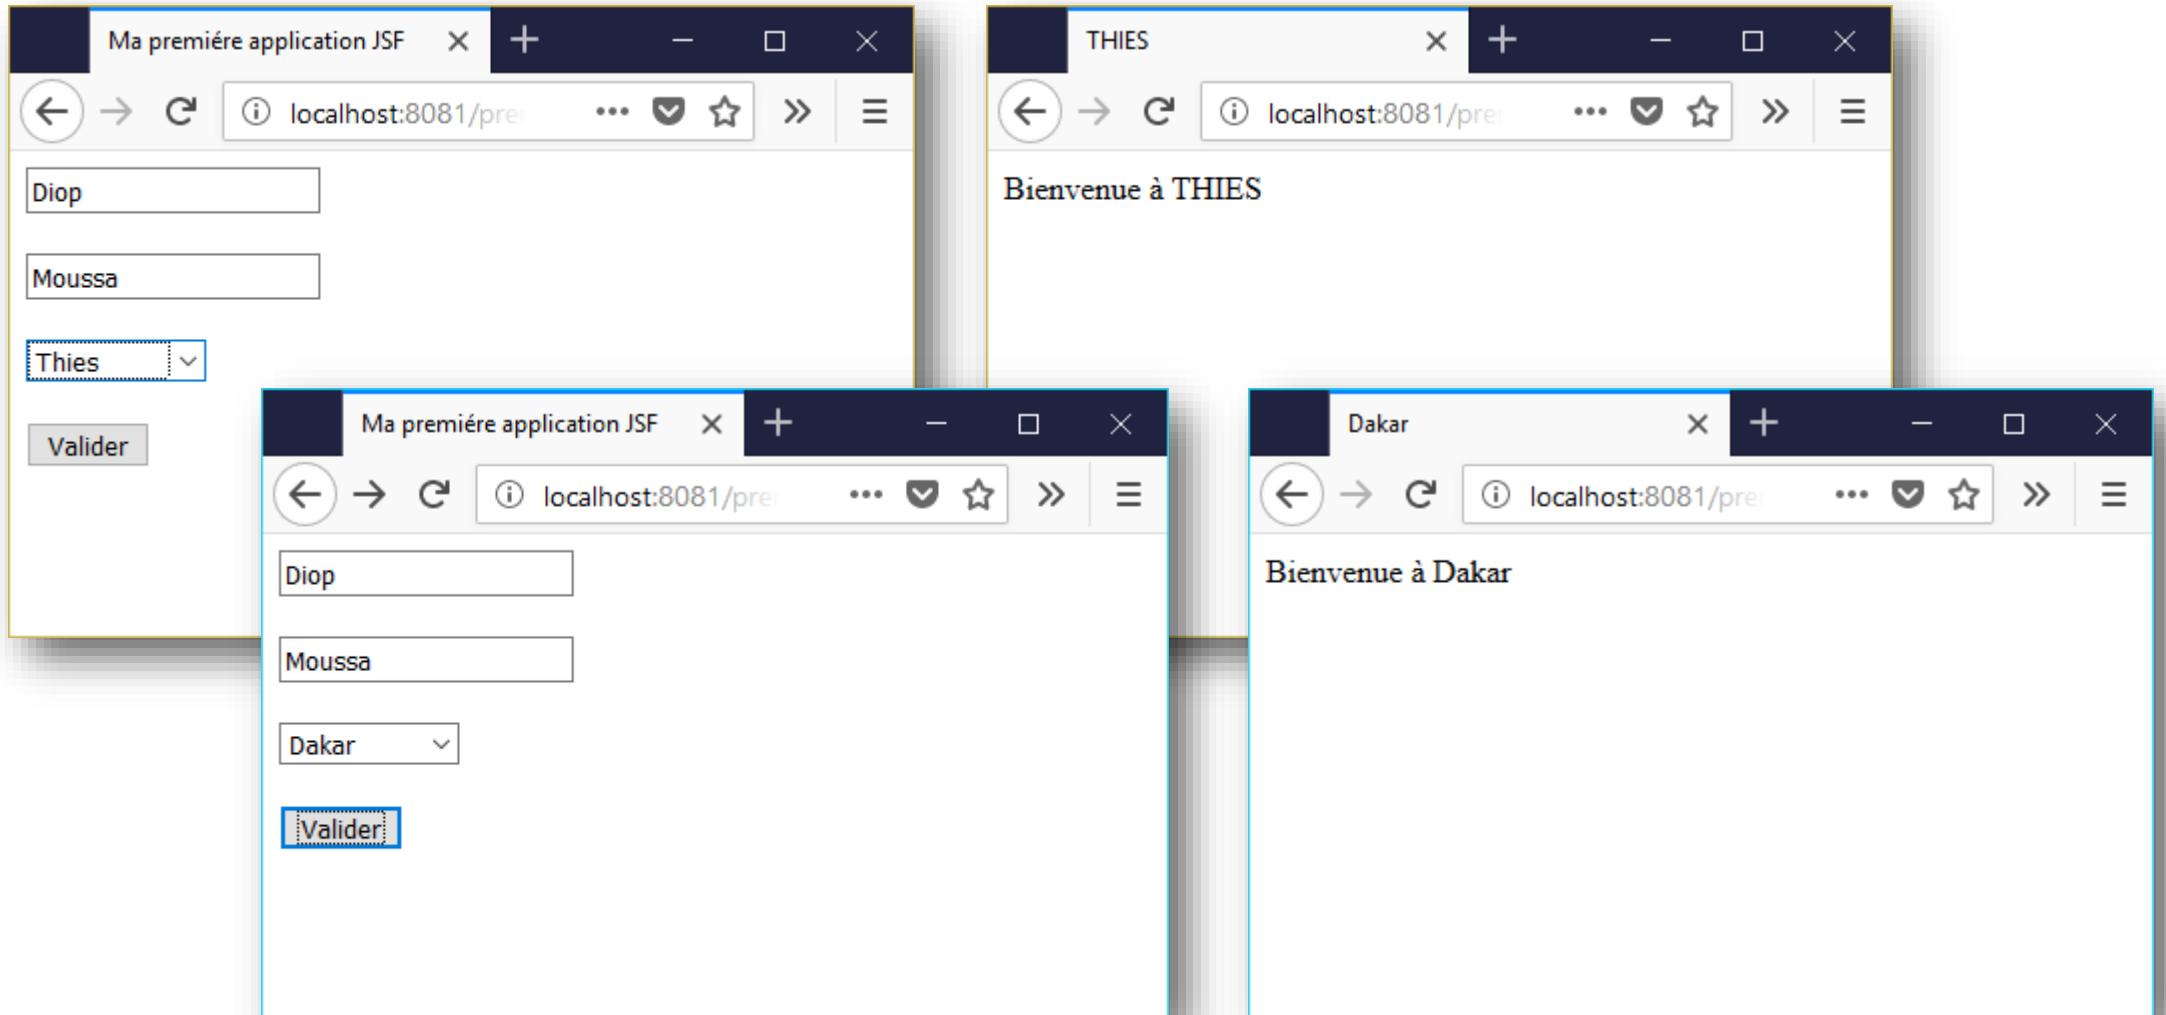 Ma premiére application JSF
localhost:8081/pre
Diop
Moussa
Thies
Valider
THIES
localhost:8081/pre
Bienvenue à THIES
Ma premiére application JSF
localhost:8081/pre
Diop
Moussa
Dakar
Valider
Dakar
localhost:8081/pre
Bienvenue à Dakar